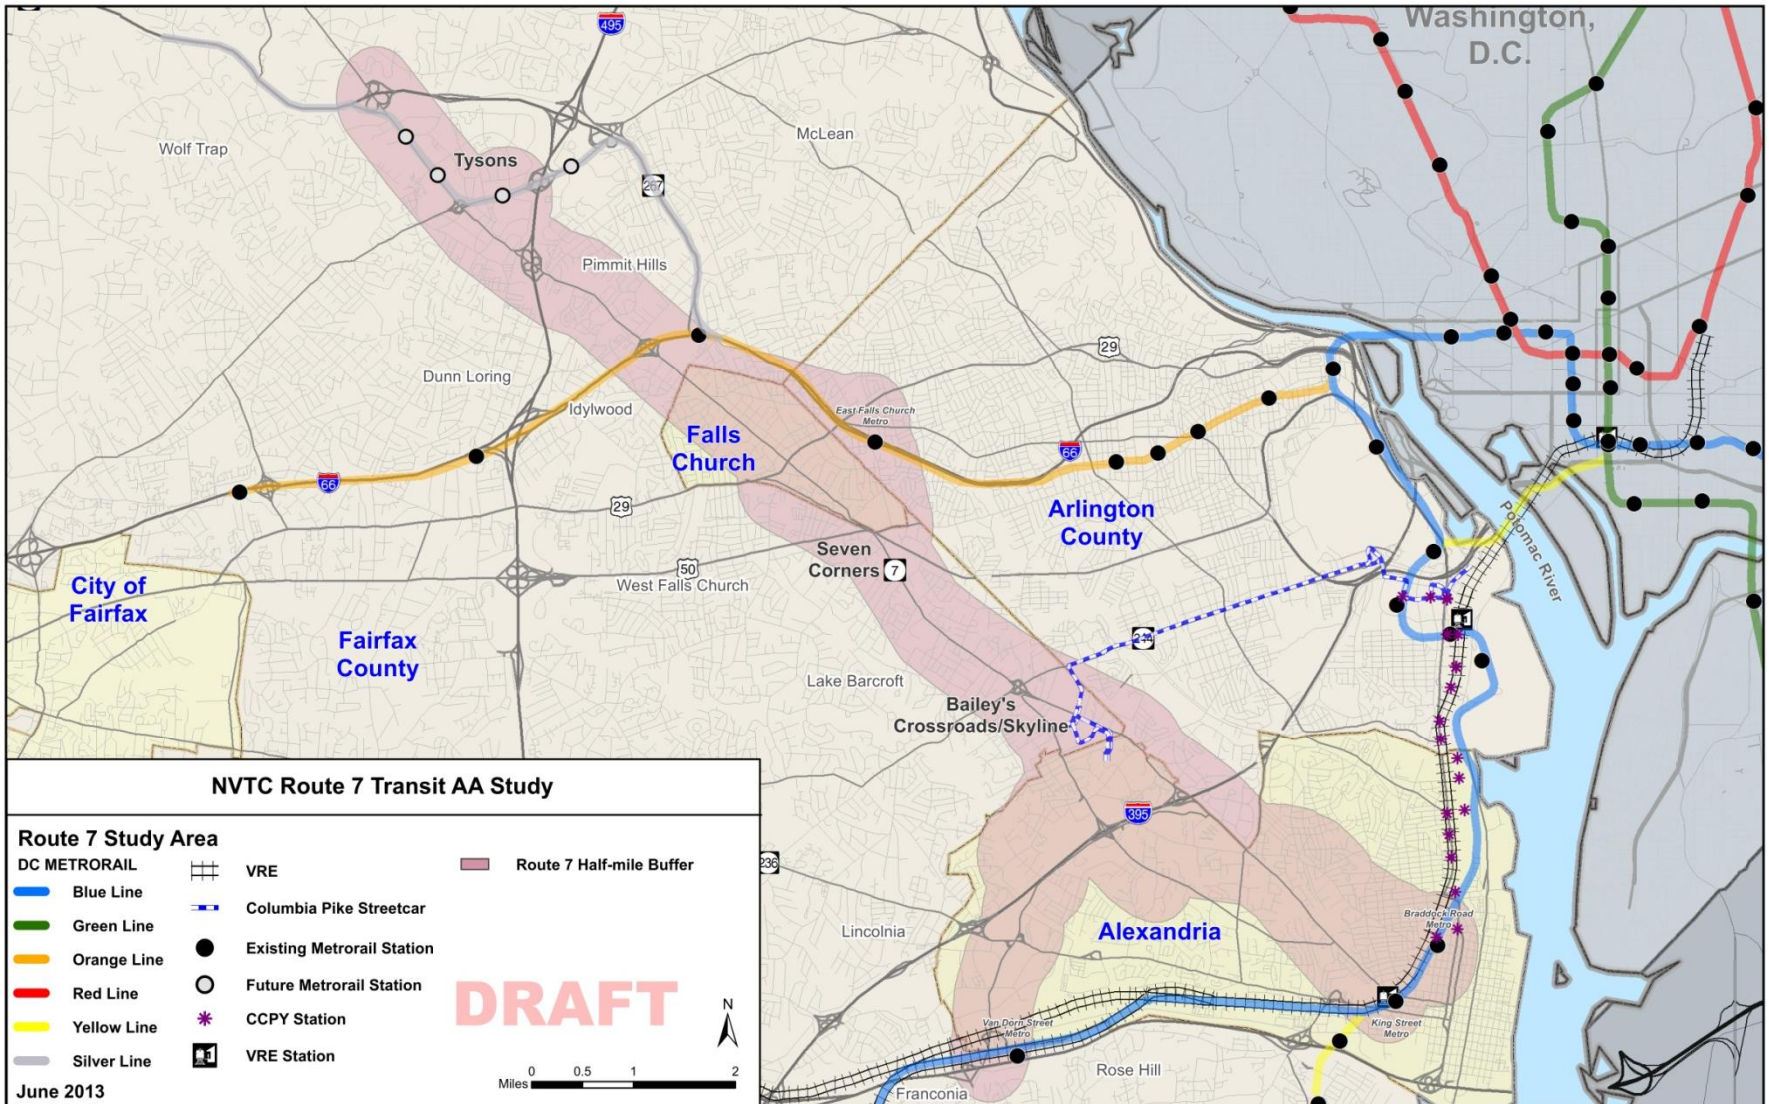 Washington,
D.C.
495
McLean
Wolf Trap
Tysons
267
Pimmit Hills
29
Dunn Loring
Idylwood
East Falls Church
Metro
Falls
Church
66
66
29
Arlington
County
Potomac River
Seven
Corners
7
50
West Falls Church
City of
Fairfax
Fairfax
County
244
Lake Barcroft
Bailey's
Crossroads/Skyline
395
236
Lincolnia
Alexandria
Braddock Road
Metro
Van Dorn Street
Metro
King Street
Metro
Rose Hill
Franconia
NVTC Route 7 Transit AA Study
Route 7 Study Area
DC METRORAIL
Blue Line
Green Line
Orange Line
Red Line
Yellow Line
Silver Line
VRE
Columbia Pike Streetcar
Existing Metrorail Station
Future Metrorail Station
CCPY Station
VRE Station
Route 7 Half-mile Buffer
DRAFT
N
Miles
0 0.5 1 2
June 2013